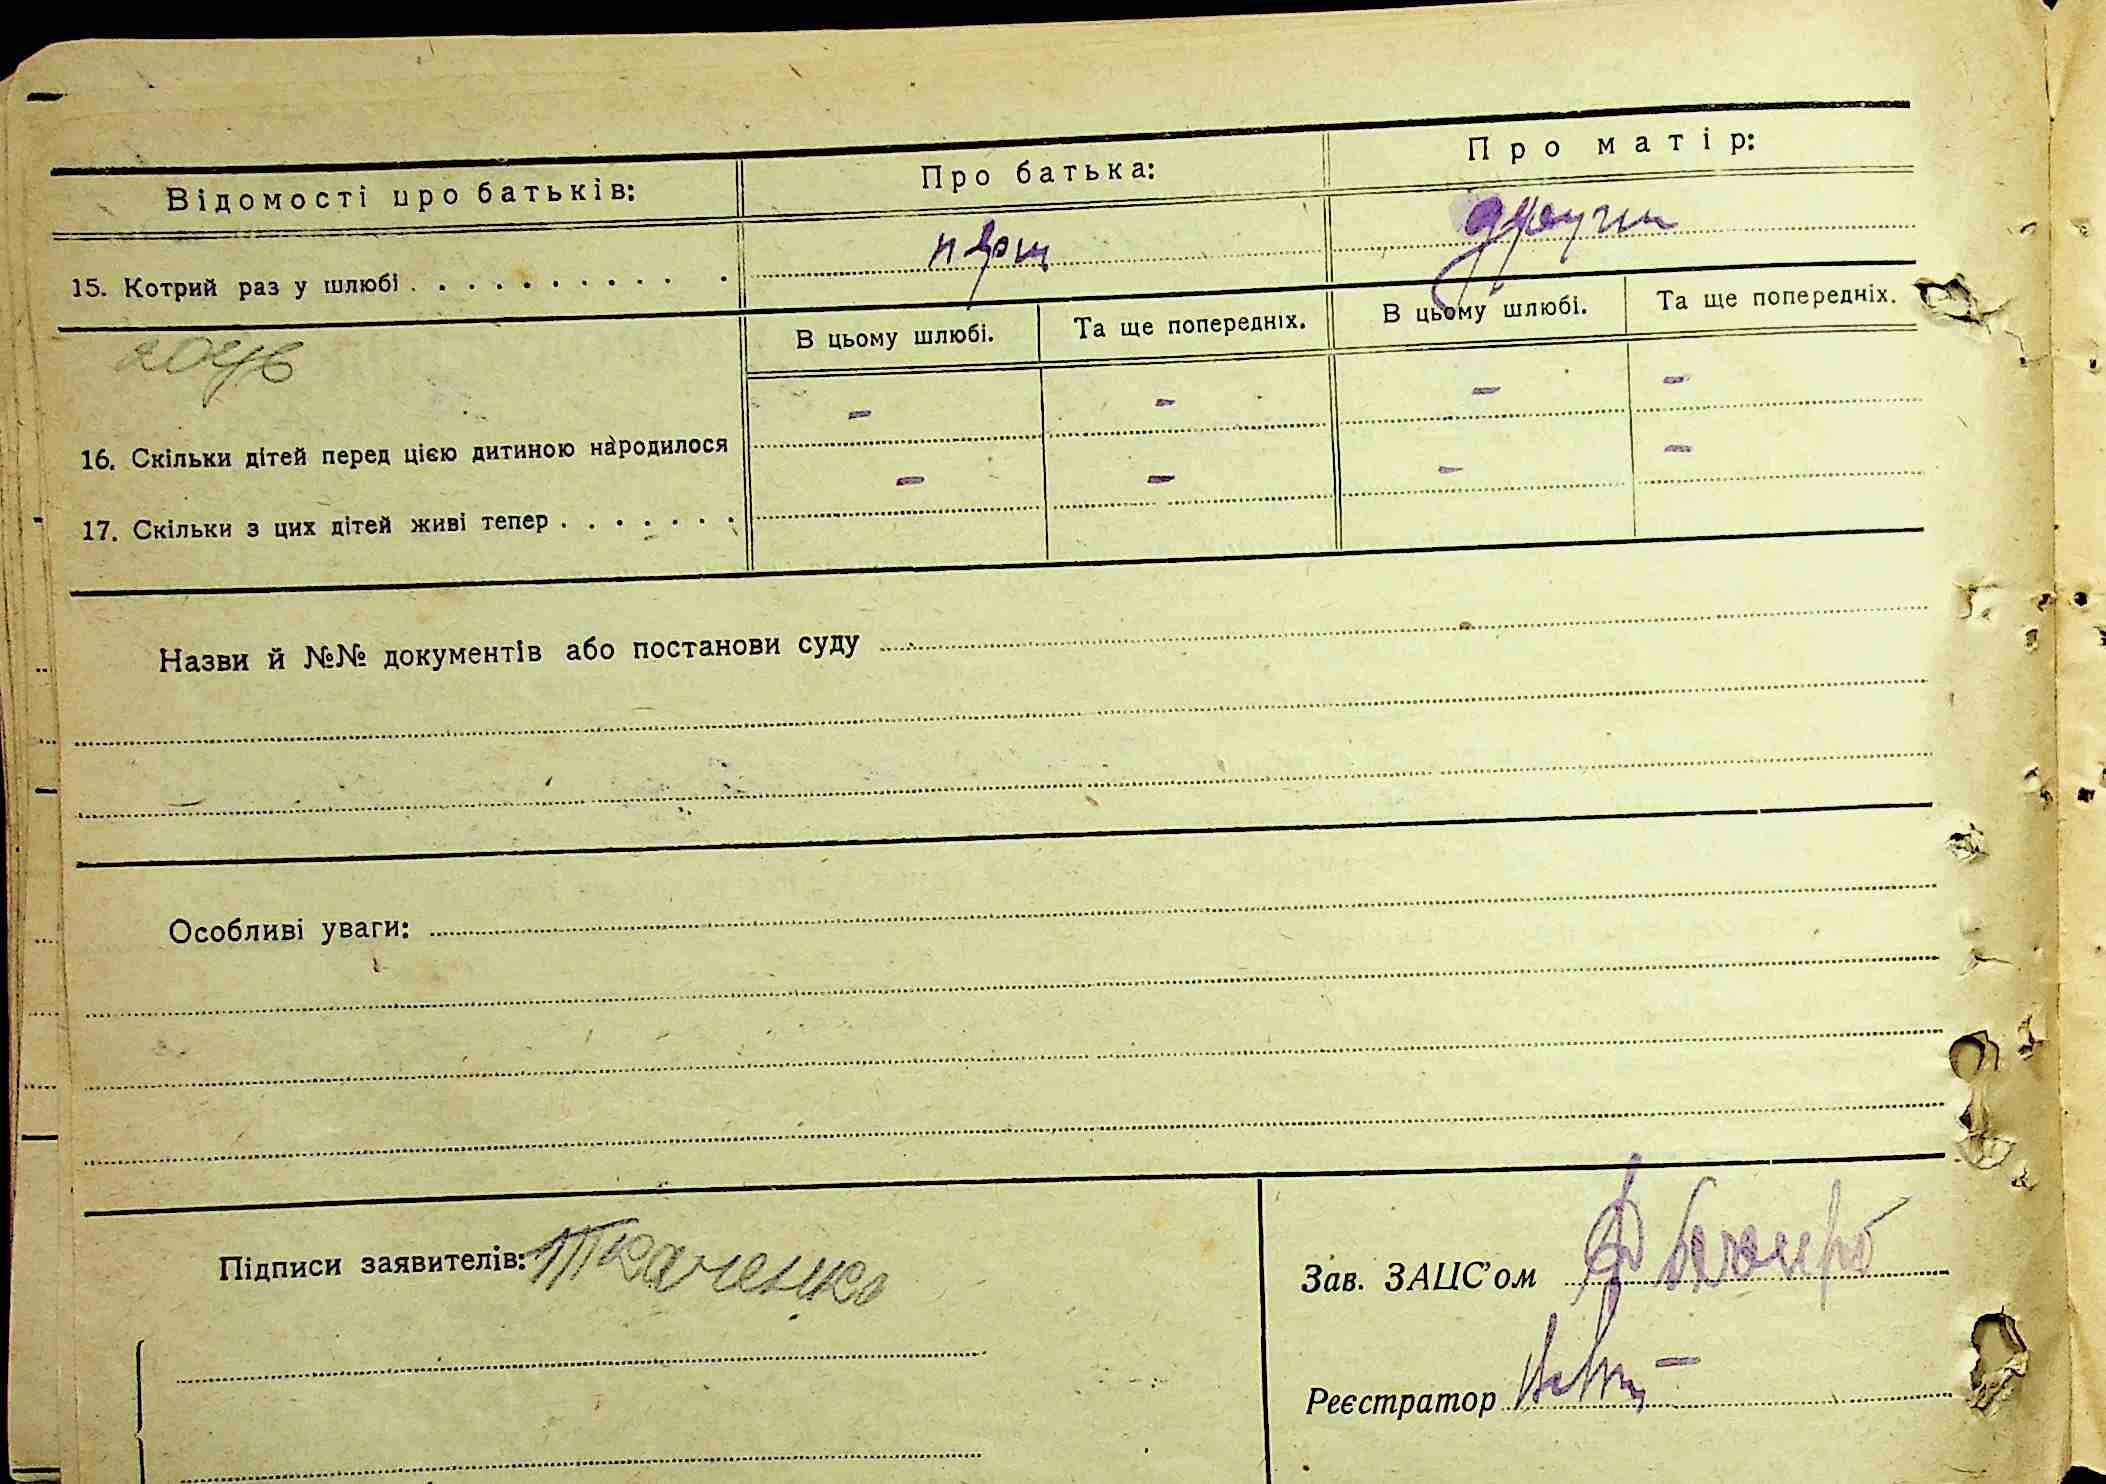 Відомості про батьків: Про батька: Про матір:
15. Котрий раз у шлюбі . . . . . . . . . . перш други
В цьому шлюбі. Та ще попередніх. В цьому шлюбі. Та ще попередніх.
16. Скільки дітей перед цією дитиною народилося - - - -
17. Скільки з цих дітей живі тепер . . . . . . . - - - -
Назви й №№ документів або постанови суду
Особливі уваги:
Підписи заявителів: Ткаченко
Зав. ЗАЦС'ом
Реєстратор